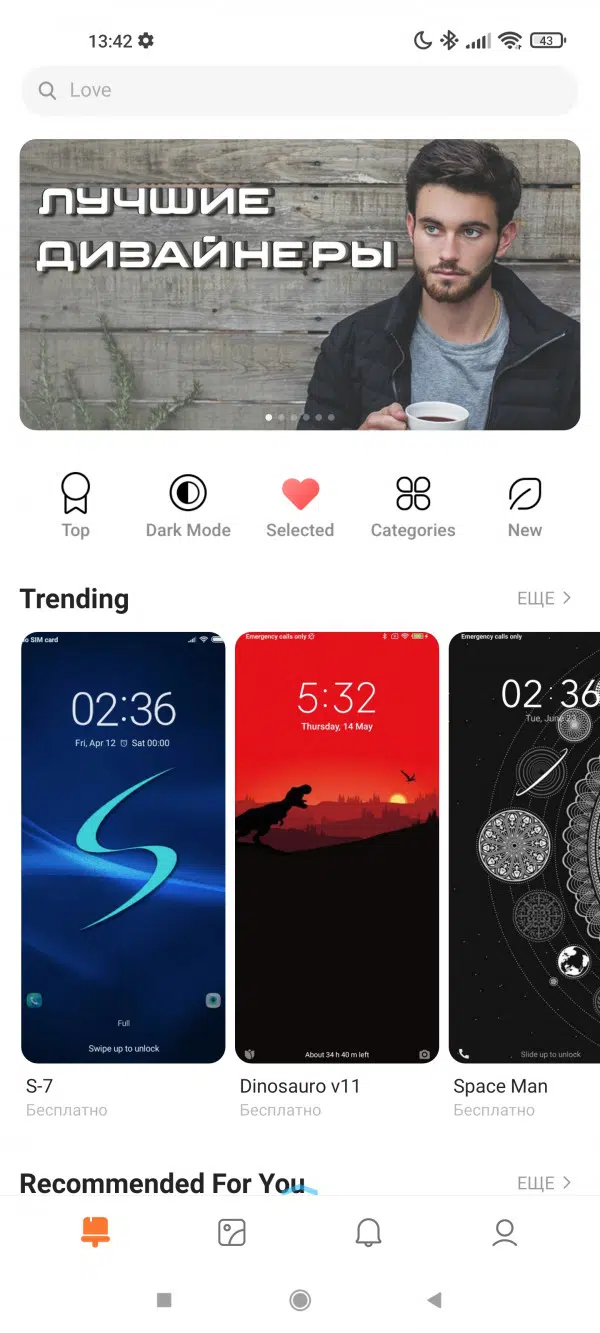 13:42
43
Love
ЛУЧШИЕ
ДИЗАЙНЕРЫ
Top
Dark Mode
Selected
Categories
New
Trending
ЕЩЕ
o SIM card
02:36
Fri, Apr 12
Sat 00:00
Full
Swipe up to unlock
Emergency calls only
5:32
Thursday, 14 May
About 34 h 40 m left
Emergency calls only
02:36
Tue, June 23
Slide up to unlock
S-7
Бесплатно
Dinosauro v11
Бесплатно
Space Man
Бесплатно
Recommended For You
ЕЩЕ